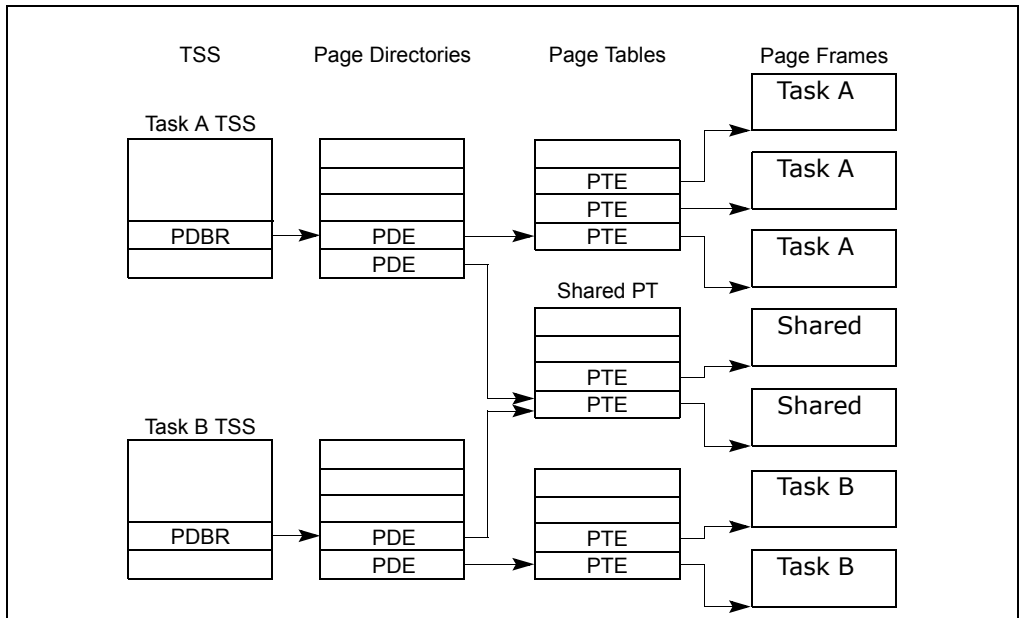 TSS Page Directories Page Tables Page Frames
Task A
Task A TSS
Task A
PTE
PTE
PDBR PDE PTE
Task A
PDE
Shared PT
Shared
PTE
PTE
Shared
Task B TSS
Task B
PDBR PDE PTE
PDE PTE
Task B